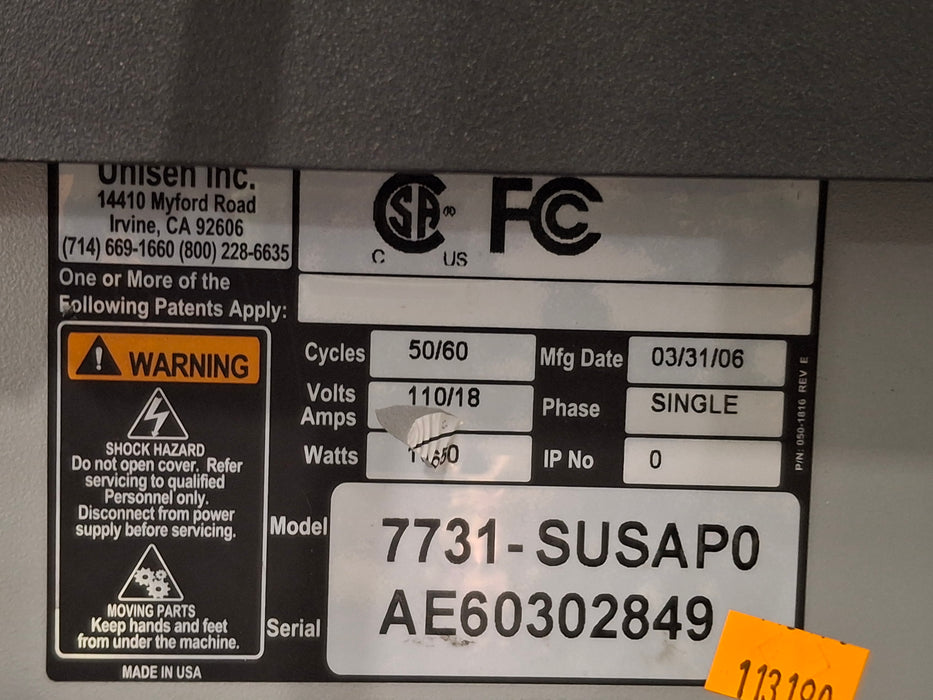 Unisen Inc.
14410 Myford Road
Irvine, CA 92606
(714) 669-1660 (800) 228-6635
One or More of the
Following Patents Apply:
CSA ®
C US
FCC
WARNING
SHOCK HAZARD
Do not open cover. Refer
servicing to qualified
Personnel only.
Disconnect from power
supply before servicing.
MOVING PARTS
Keep hands and feet
from under the machine.
MADE IN USA
Cycles 50/60
Mfg Date 03/31/06
Volts
Amps 110/18
Phase SINGLE
Watts
IP No 0
Model 7731-SUSAP0
Serial AE60302849
P/N: 050-1816 REV E